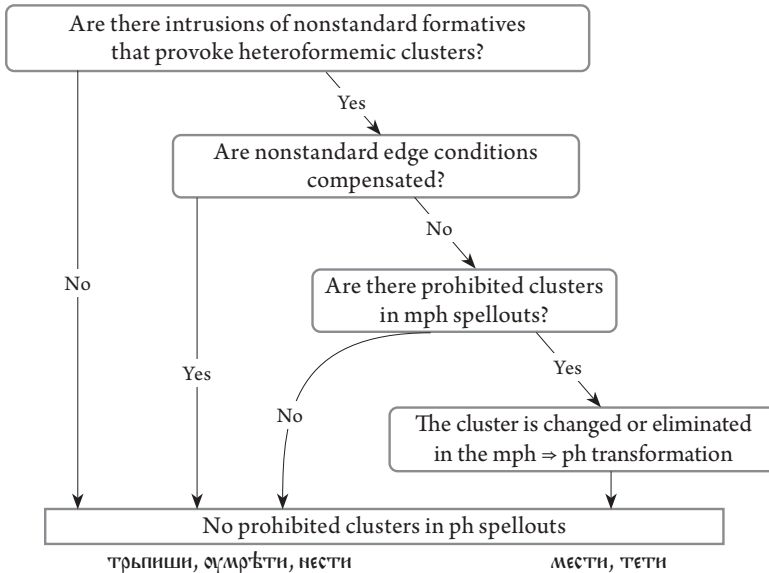 Are there intrusions of nonstandard formatives
that provoke heteroformemic clusters?
Yes
Are nonstandard edge conditions
compensated?
No
No
Are there prohibited clusters
in mph spellouts?
Yes
Yes
No
The cluster is changed or eliminated
in the mph ⇒ ph transformation
No prohibited clusters in ph spellouts
трьпиши, оумрѣти, нести
мести, тети